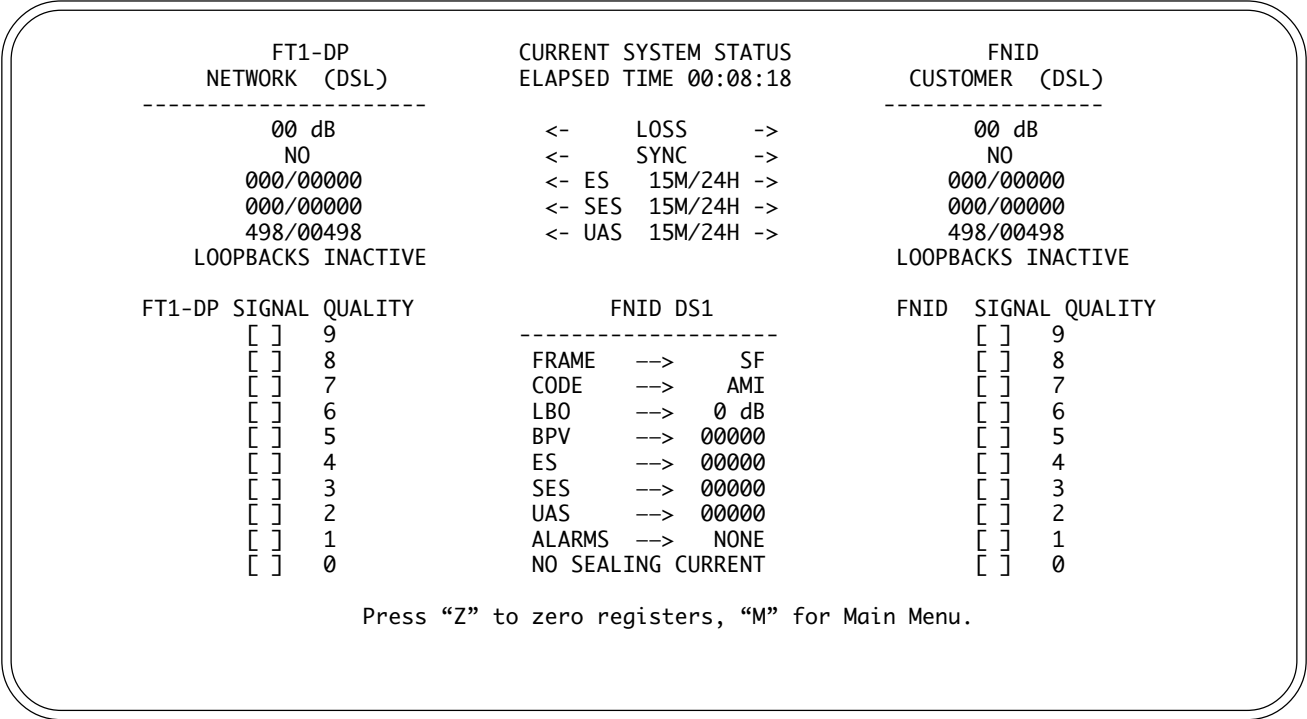 FT1-DP CURRENT SYSTEM STATUS FNID
NETWORK (DSL) ELAPSED TIME 00:08:18 CUSTOMER (DSL)
---------------------- -----------------
00 dB <- LOSS -> 00 dB
NO <- SYNC -> NO
000/00000 <- ES 15M/24H -> 000/00000
000/00000 <- SES 15M/24H -> 000/00000
498/00498 <- UAS 15M/24H -> 498/00498
LOOPBACKS INACTIVE LOOPBACKS INACTIVE
FT1-DP SIGNAL QUALITY FNID DS1 FNID SIGNAL QUALITY
[ ] 9 -------------------- [ ] 9
[ ] 8 FRAME ––> SF [ ] 8
[ ] 7 CODE ––> AMI [ ] 7
[ ] 6 LBO ––> 0 dB [ ] 6
[ ] 5 BPV ––> 00000 [ ] 5
[ ] 4 ES ––> 00000 [ ] 4
[ ] 3 SES ––> 00000 [ ] 3
[ ] 2 UAS ––> 00000 [ ] 2
[ ] 1 ALARMS ––> NONE [ ] 1
[ ] 0 NO SEALING CURRENT [ ] 0
Press “Z” to zero registers, “M” for Main Menu.